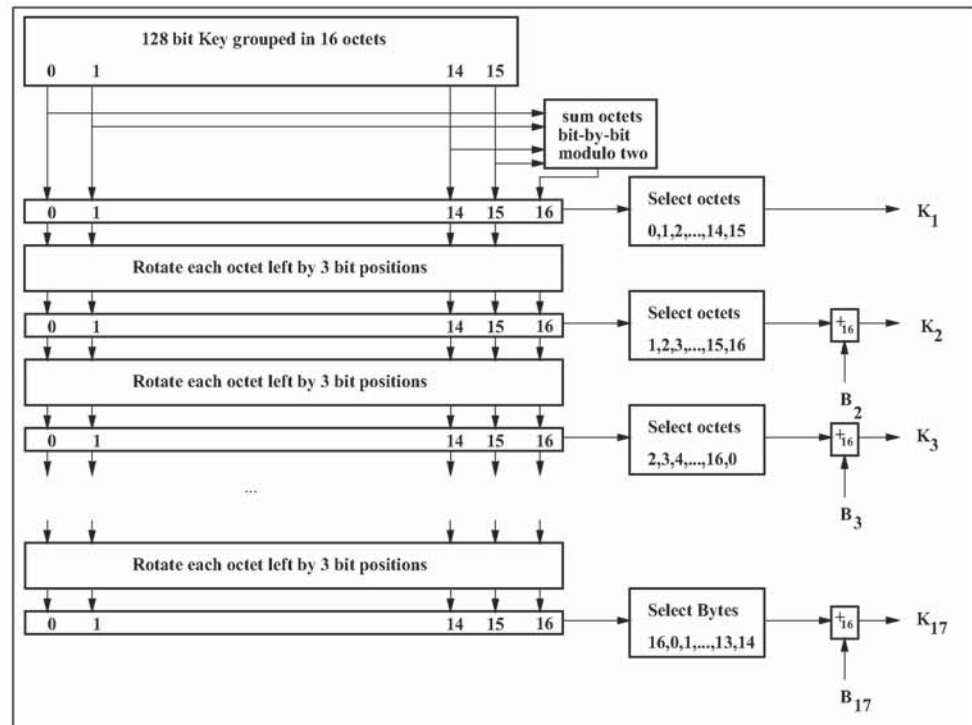 128 bit Key grouped in 16 octets
0 1 14 15
sum octets
bit-by-bit
modulo two
0 1 14 15 16
Select octets
0,1,2,...,14,15
K1
Rotate each octet left by 3 bit positions
0 1 14 15 16
Select octets
1,2,3,...,15,16
+16
K2
B2
Rotate each octet left by 3 bit positions
0 1 14 15 16
Select octets
2,3,4,...,16,0
+16
K3
B3
...
Rotate each octet left by 3 bit positions
0 1 14 15 16
Select Bytes
16,0,1,...,13,14
+16
K17
B17